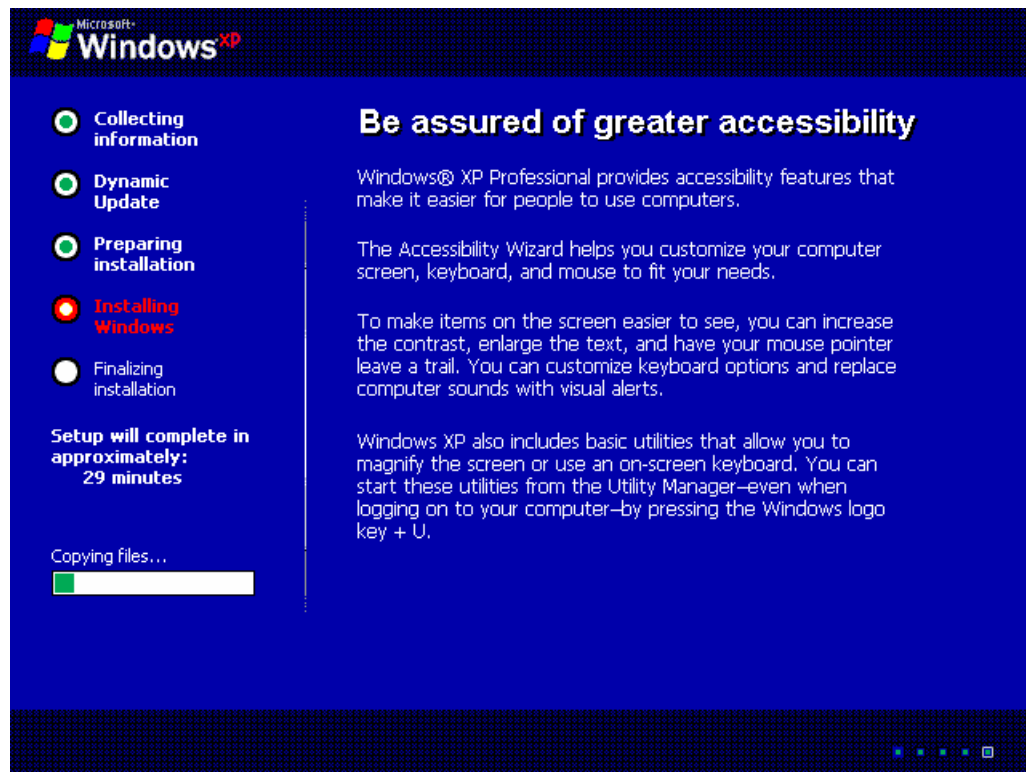 Microsoft®
Windows XP
Collecting
information
Dynamic
Update
Preparing
installation
Installing
Windows
Finalizing
installation
Setup will complete in
approximately:
29 minutes
Copying files...
Be assured of greater accessibility
Windows® XP Professional provides accessibility features that
make it easier for people to use computers.
The Accessibility Wizard helps you customize your computer
screen, keyboard, and mouse to fit your needs.
To make items on the screen easier to see, you can increase
the contrast, enlarge the text, and have your mouse pointer
leave a trail. You can customize keyboard options and replace
computer sounds with visual alerts.
Windows XP also includes basic utilities that allow you to
magnify the screen or use an on-screen keyboard. You can
start these utilities from the Utility Manager—even when
logging on to your computer—by pressing the Windows logo
key + U.